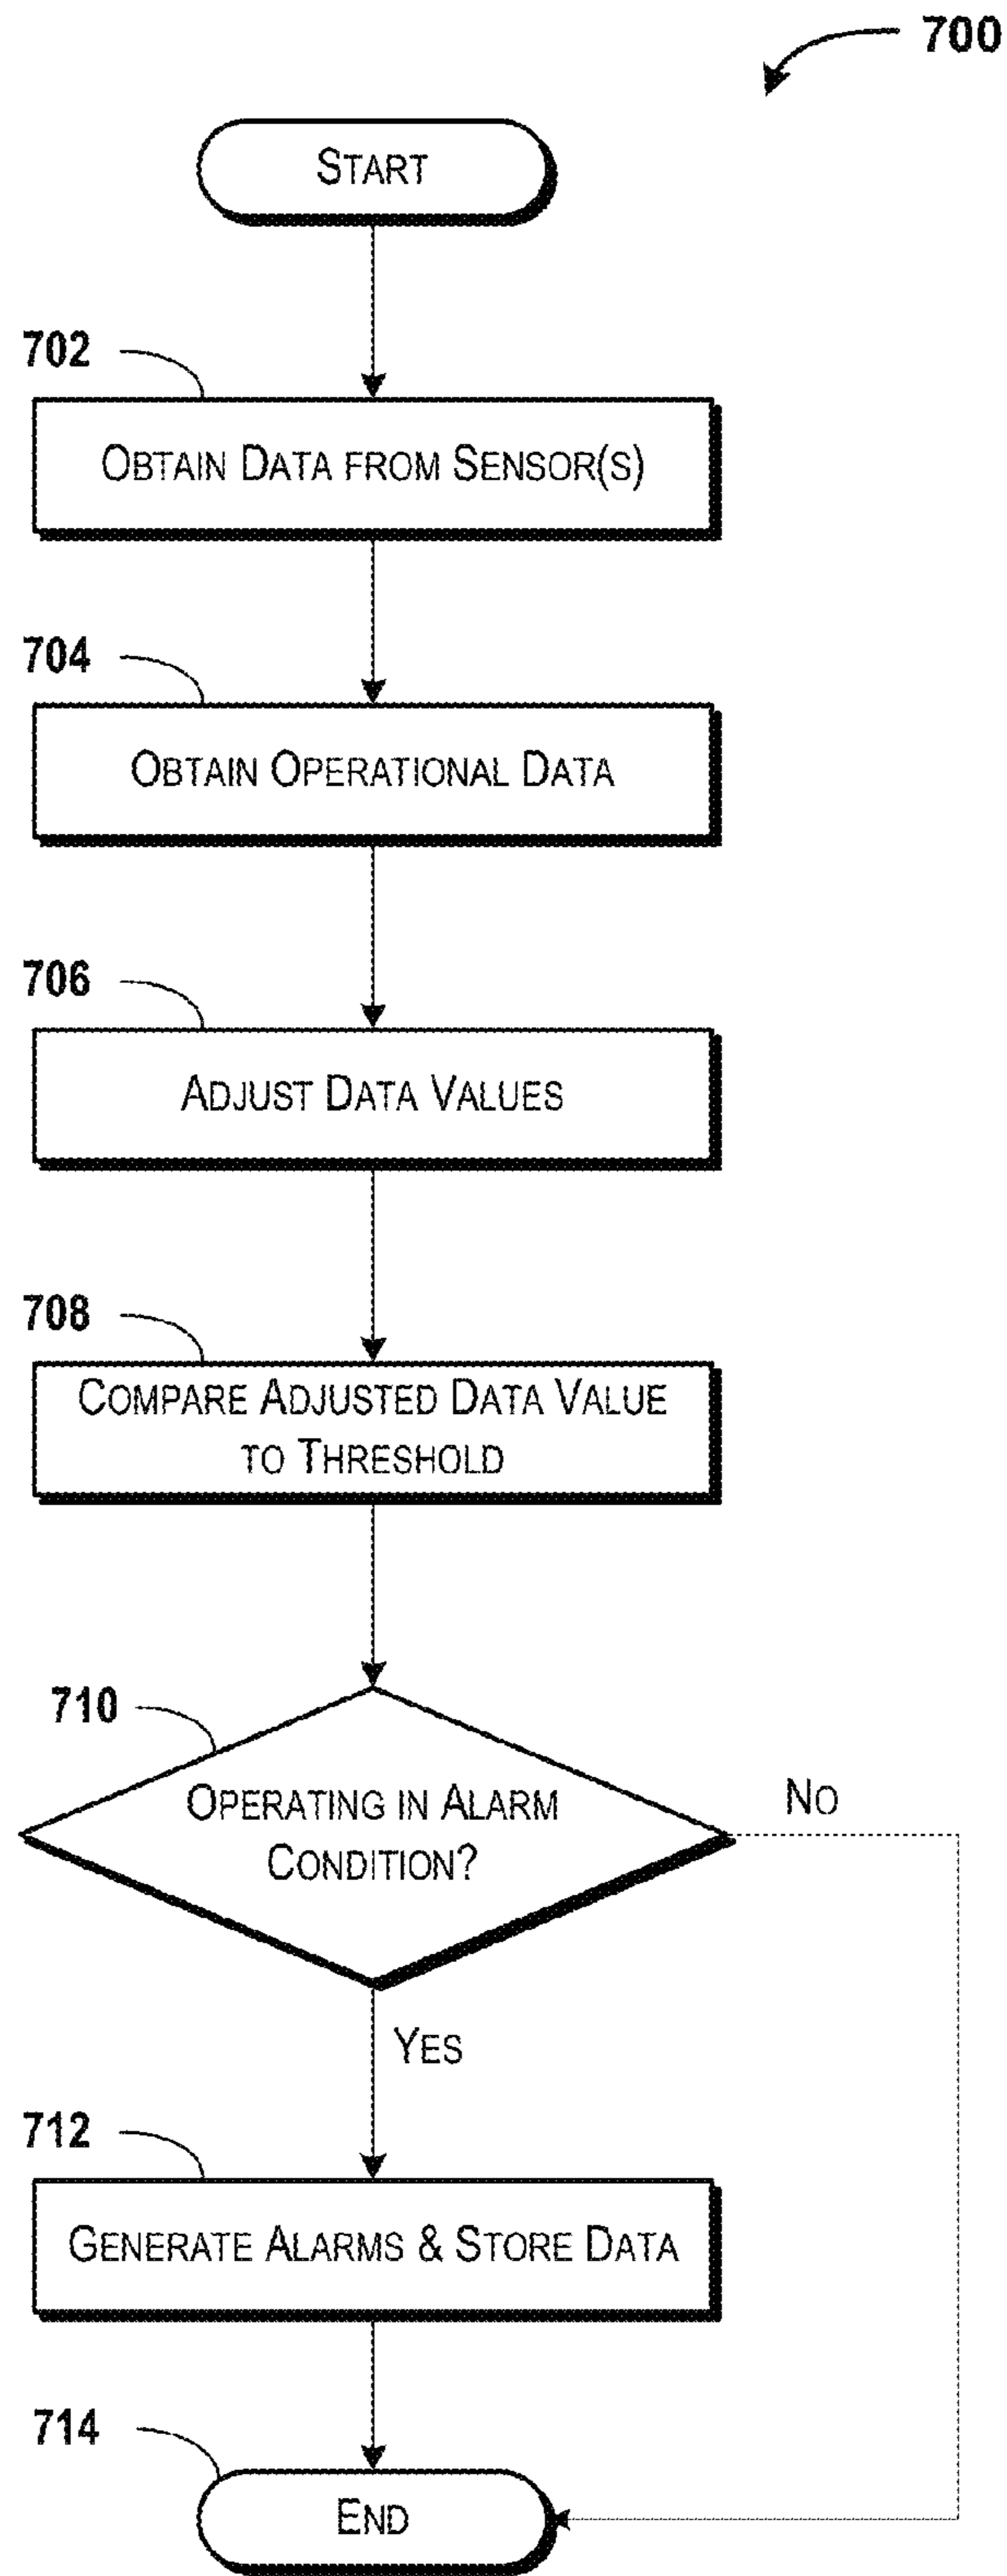 700
START
702
OBTAIN DATA FROM SENSOR(S)
704
OBTAIN OPERATIONAL DATA
706
ADJUST DATA VALUES
708
COMPARE ADJUSTED DATA VALUE
TO THRESHOLD
710
OPERATING IN ALARM
CONDITION?
NO
YES
712
GENERATE ALARMS & STORE DATA
714
END